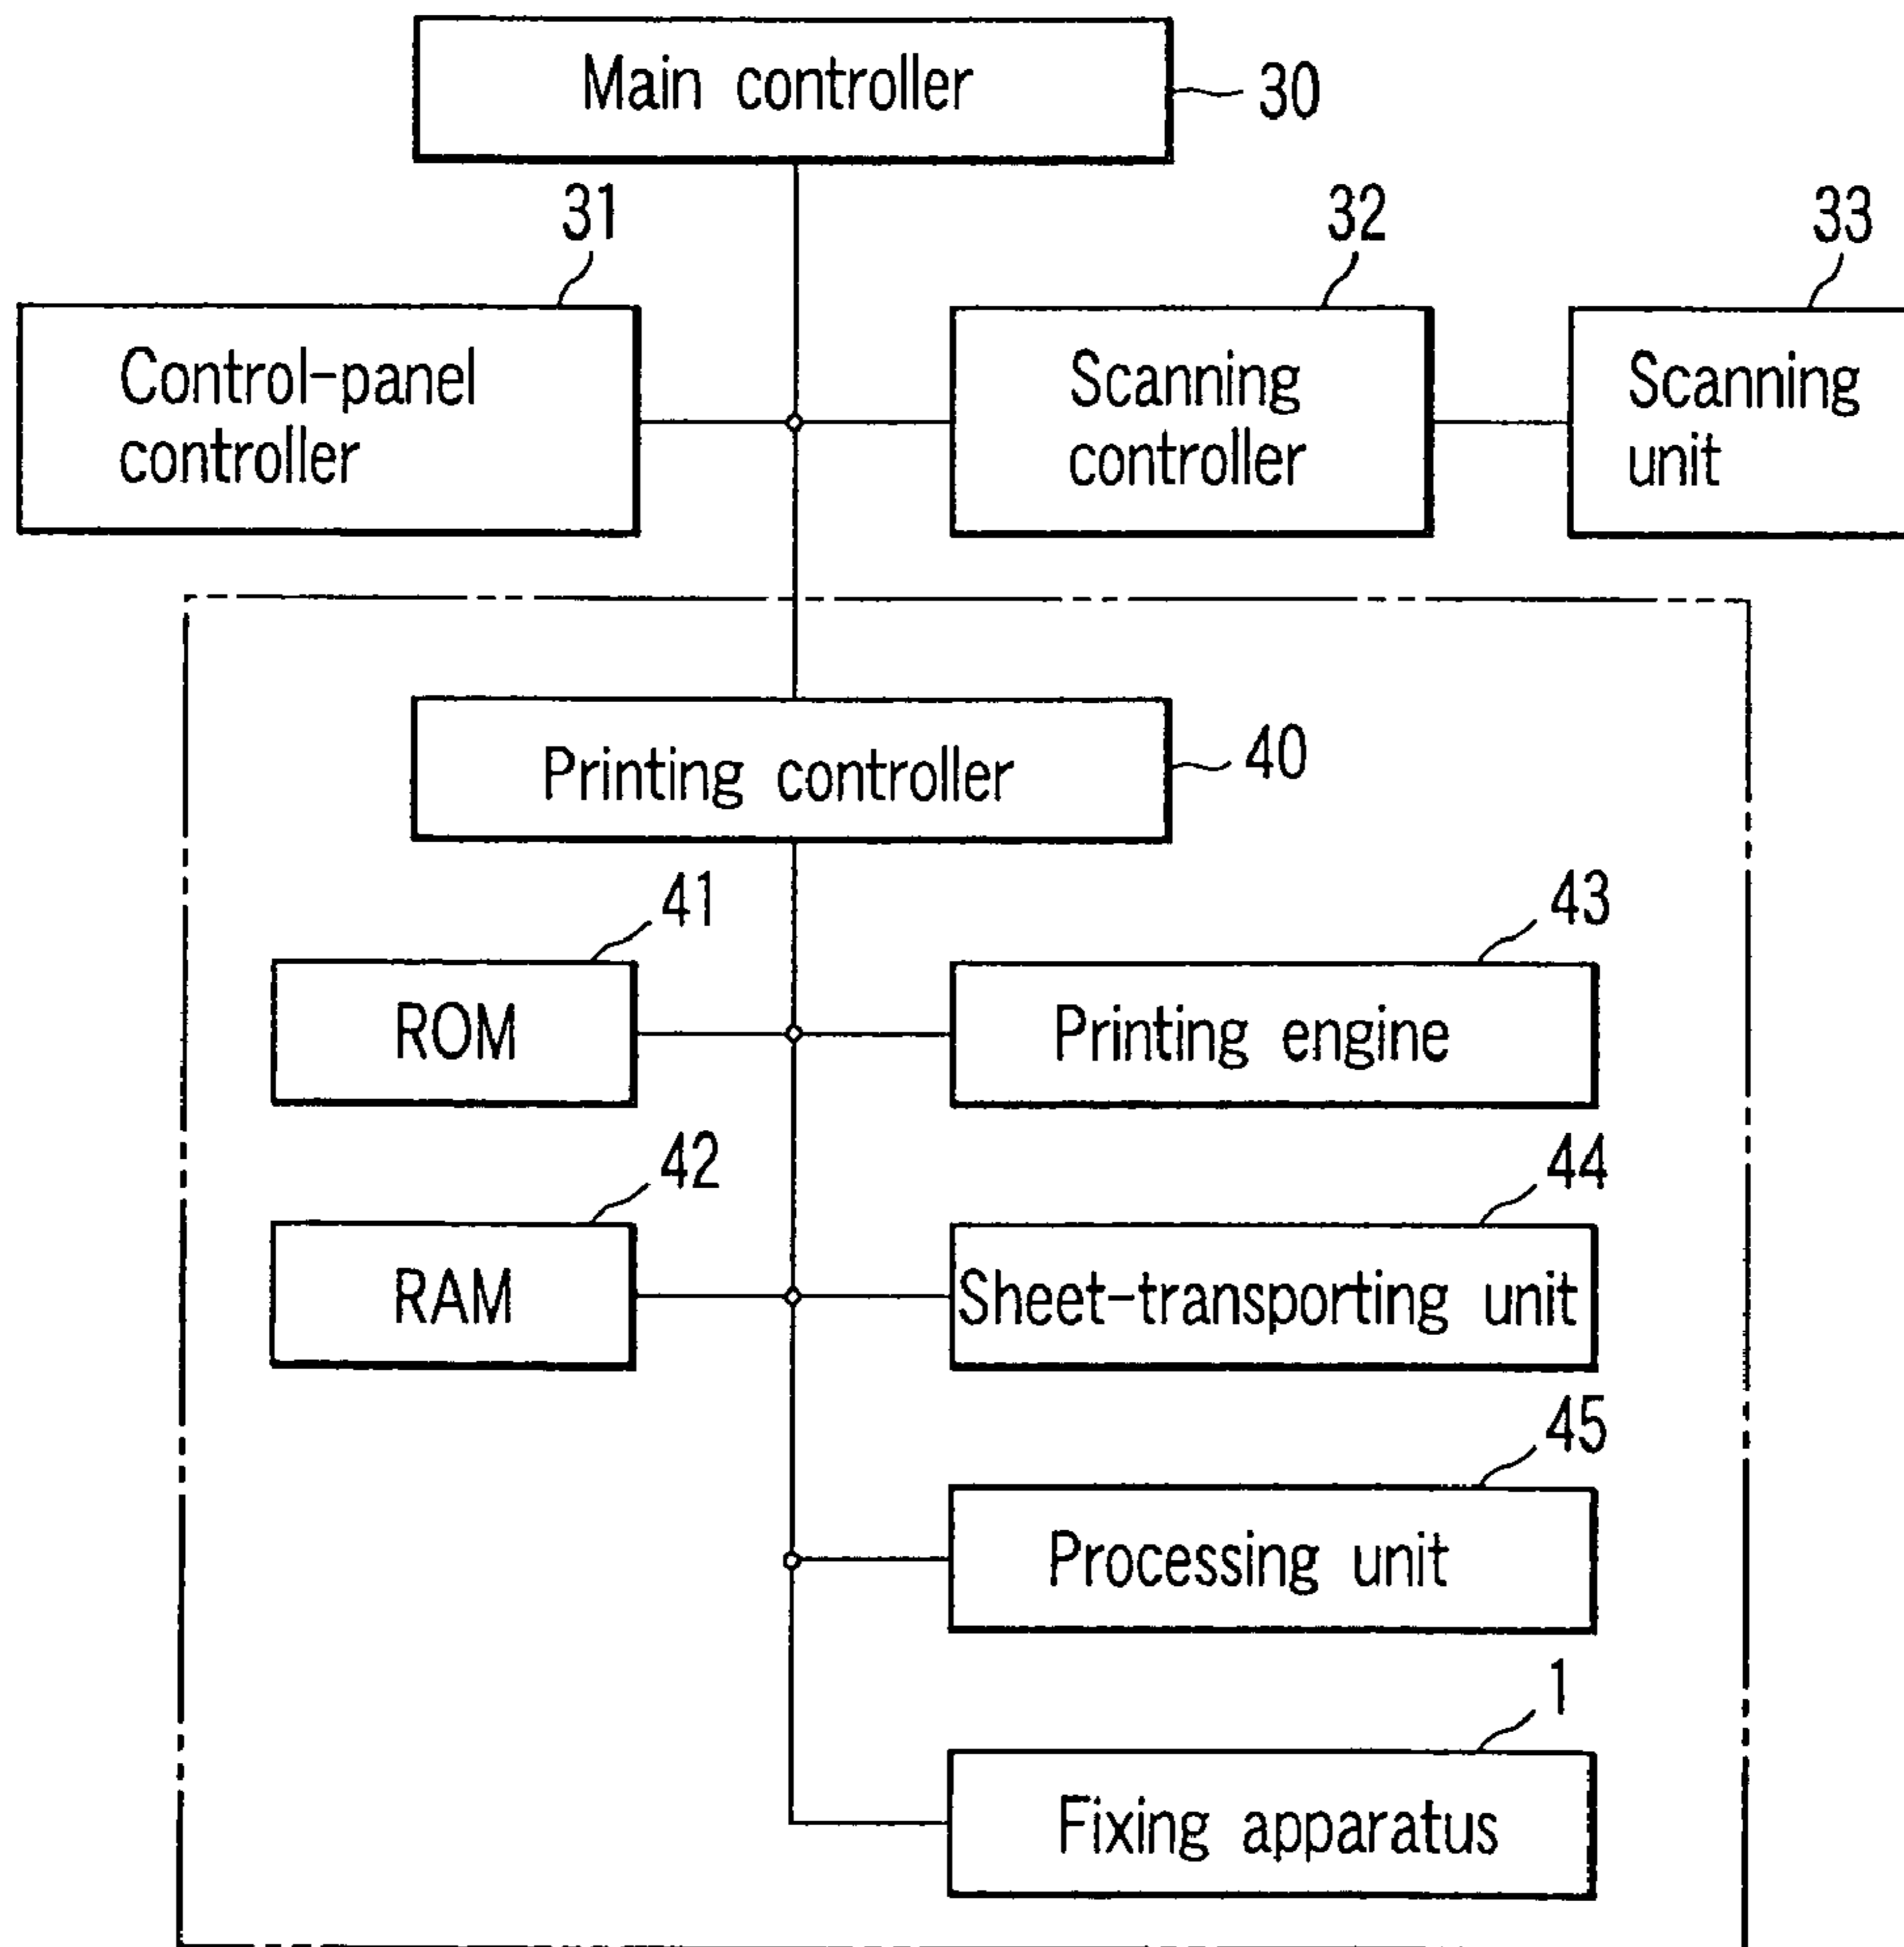 Main controller
30
31
32
33
Control-panel
controller
Scanning
controller
Scanning
unit
Printing controller
40
41
43
ROM
Printing engine
42
44
RAM
Sheet-transporting unit
45
Processing unit
1
Fixing apparatus